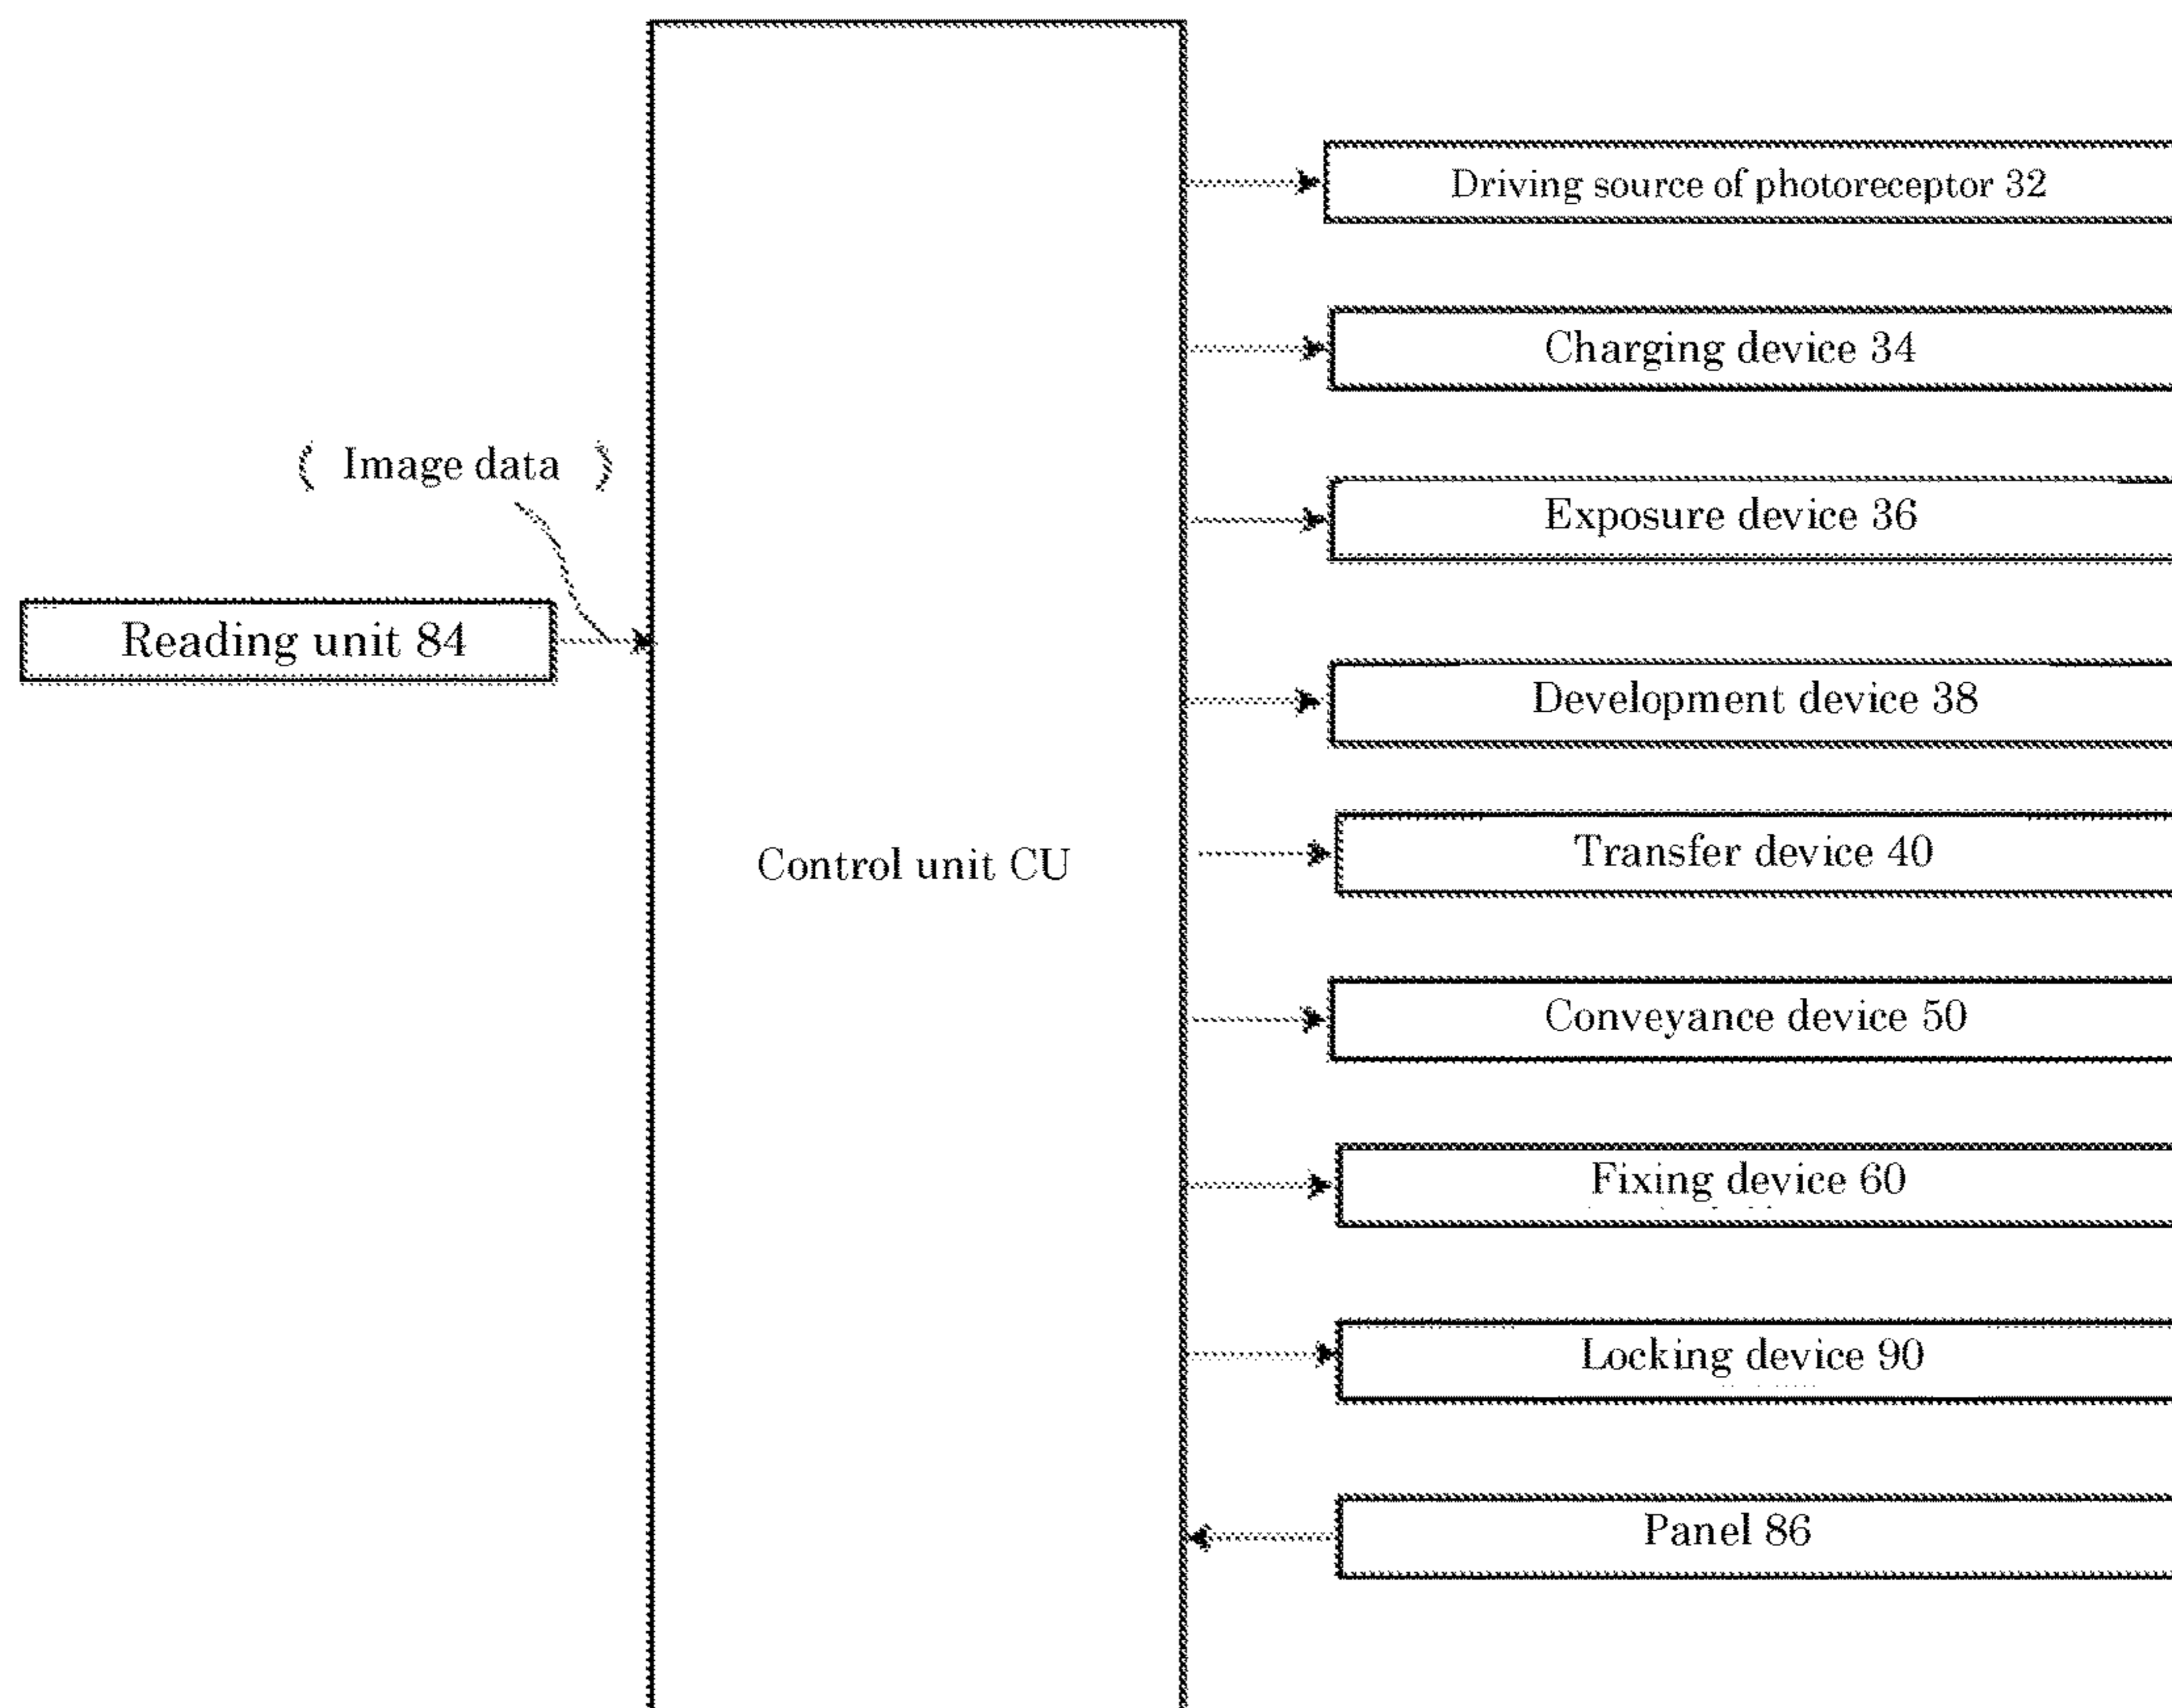 ( Image data )
Reading unit 84
Control unit CU
Driving source of photoreceptor 32
Charging device 34
Exposure device 36
Development device 38
Transfer device 40
Conveyance device 50
Fixing device 60
Locking device 90
Panel 86